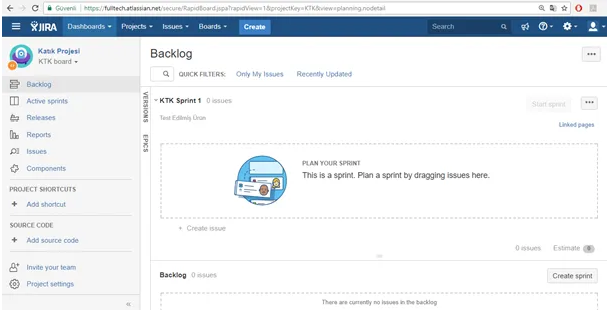 Güvenli | https://fulltech.atlassian.net/secure/RapidBoard.jspa?rapidView=1&projectKey=KTK&view=planning.nodetail
JIRA Dashboards Projects Issues Boards Create Search
Katık Projesi
KTK board
Backlog
Active sprints
Releases
Reports
Issues
Components
PROJECT SHORTCUTS
+ Add shortcut
SOURCE CODE
+ Add source code
Invite your team
Project settings
«
VERSIONS
EPICS
Backlog
QUICK FILTERS: Only My Issues Recently Updated
KTK Sprint 1 0 issues
Start sprint
Test Edilmiş Ürün
Linked pages
PLAN YOUR SPRINT
This is a sprint. Plan a sprint by dragging issues here.
+ Create issue
0 issues Estimate 0
Backlog 0 issues
Create sprint
There are currently no issues in the backlog